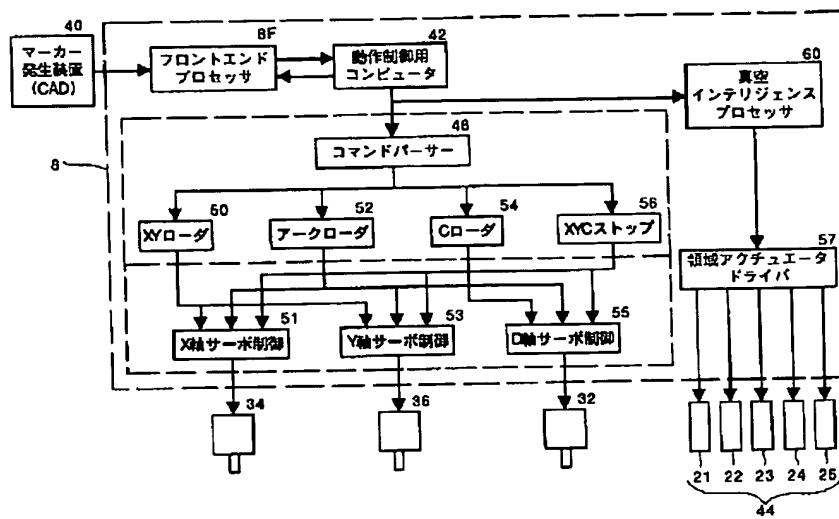 40
マーカー
発生装置
(CAD)
8F
フロントエンド
プロセッサ
42
動作制御用
コンピュータ
60
真空
インテリジェンス
プロセッサ
8
46
コマンドパーサー
50
XYローダ
52
アークローダ
54
Cローダ
56
XYCストップ
57
領域アクチュエータ
ドライバ
51
X軸サーボ制御
53
Y軸サーボ制御
55
D軸サーボ制御
34
36
32
21
22
23
24
25
44